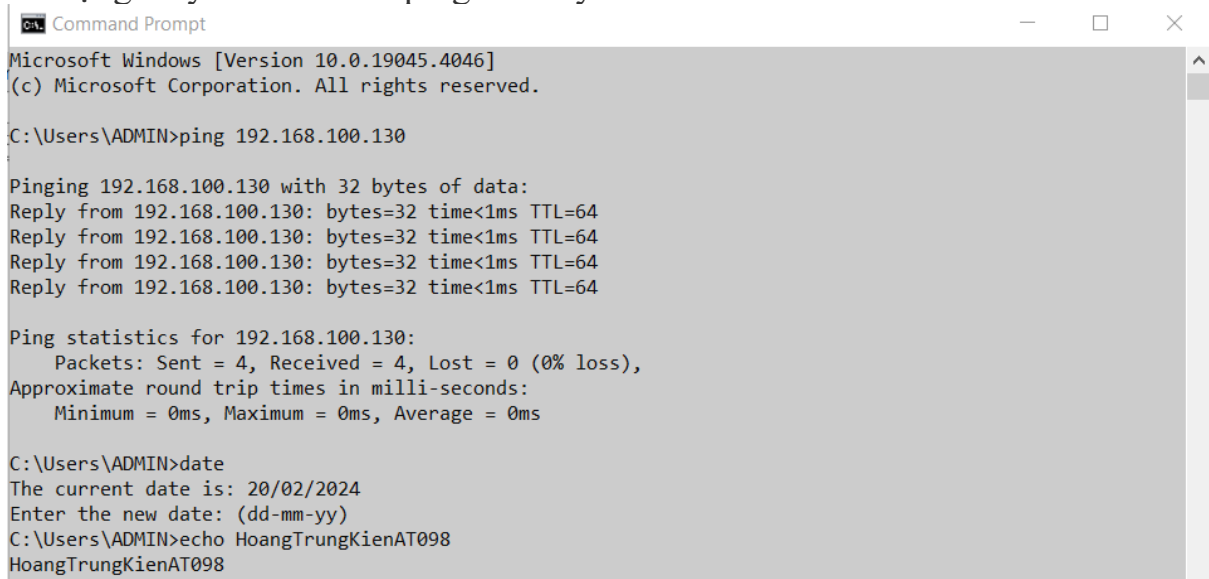 Command Prompt
Microsoft Windows [Version 10.0.19045.4046]
(c) Microsoft Corporation. All rights reserved.
C:\Users\ADMIN>ping 192.168.100.130
Pinging 192.168.100.130 with 32 bytes of data:
Reply from 192.168.100.130: bytes=32 time<1ms TTL=64
Reply from 192.168.100.130: bytes=32 time<1ms TTL=64
Reply from 192.168.100.130: bytes=32 time<1ms TTL=64
Reply from 192.168.100.130: bytes=32 time<1ms TTL=64
Ping statistics for 192.168.100.130:
    Packets: Sent = 4, Received = 4, Lost = 0 (0% loss),
Approximate round trip times in milli-seconds:
    Minimum = 0ms, Maximum = 0ms, Average = 0ms
C:\Users\ADMIN>date
The current date is: 20/02/2024
Enter the new date: (dd-mm-yy)
C:\Users\ADMIN>echo HoangTrungKienAT098
HoangTrungKienAT098